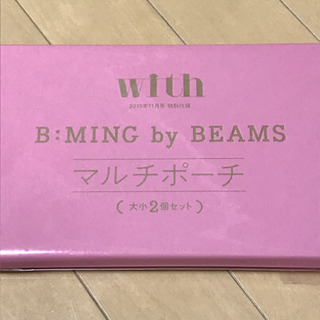 with
2019年11月号 特別付録
B:MING by BEAMS
マルチポーチ
(大小2個セット)